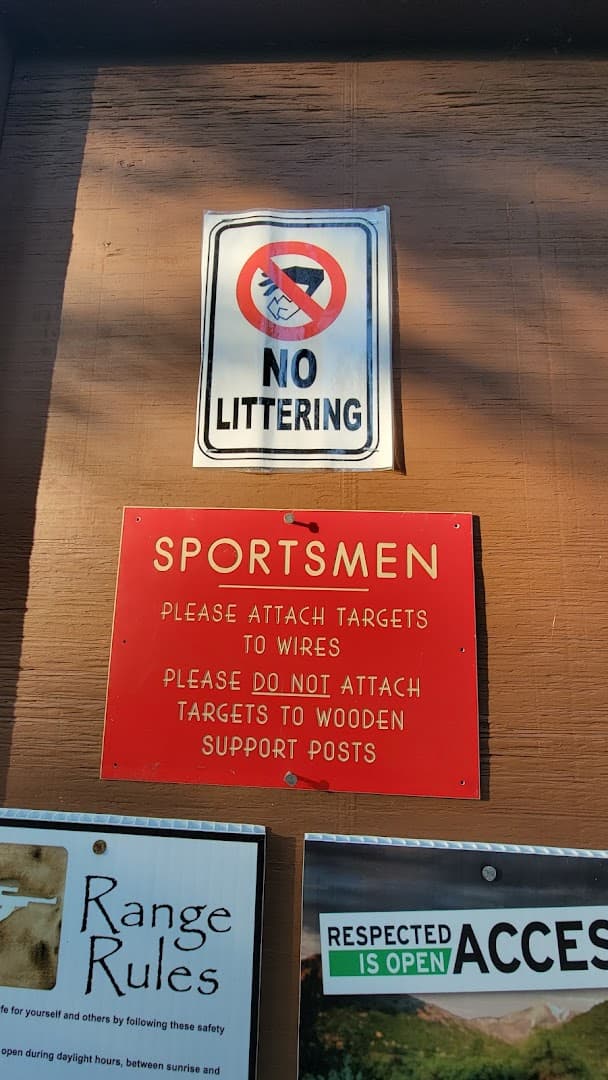 NO
LITTERING
SPORTSMEN
PLEASE ATTACH TARGETS
TO WIRES
PLEASE DO NOT ATTACH
TARGETS TO WOODEN
SUPPORT POSTS
Range
Rules
fe for yourself and others by following these safety
open during daylight hours, between sunrise and
RESPECTED
IS OPEN
ACCES